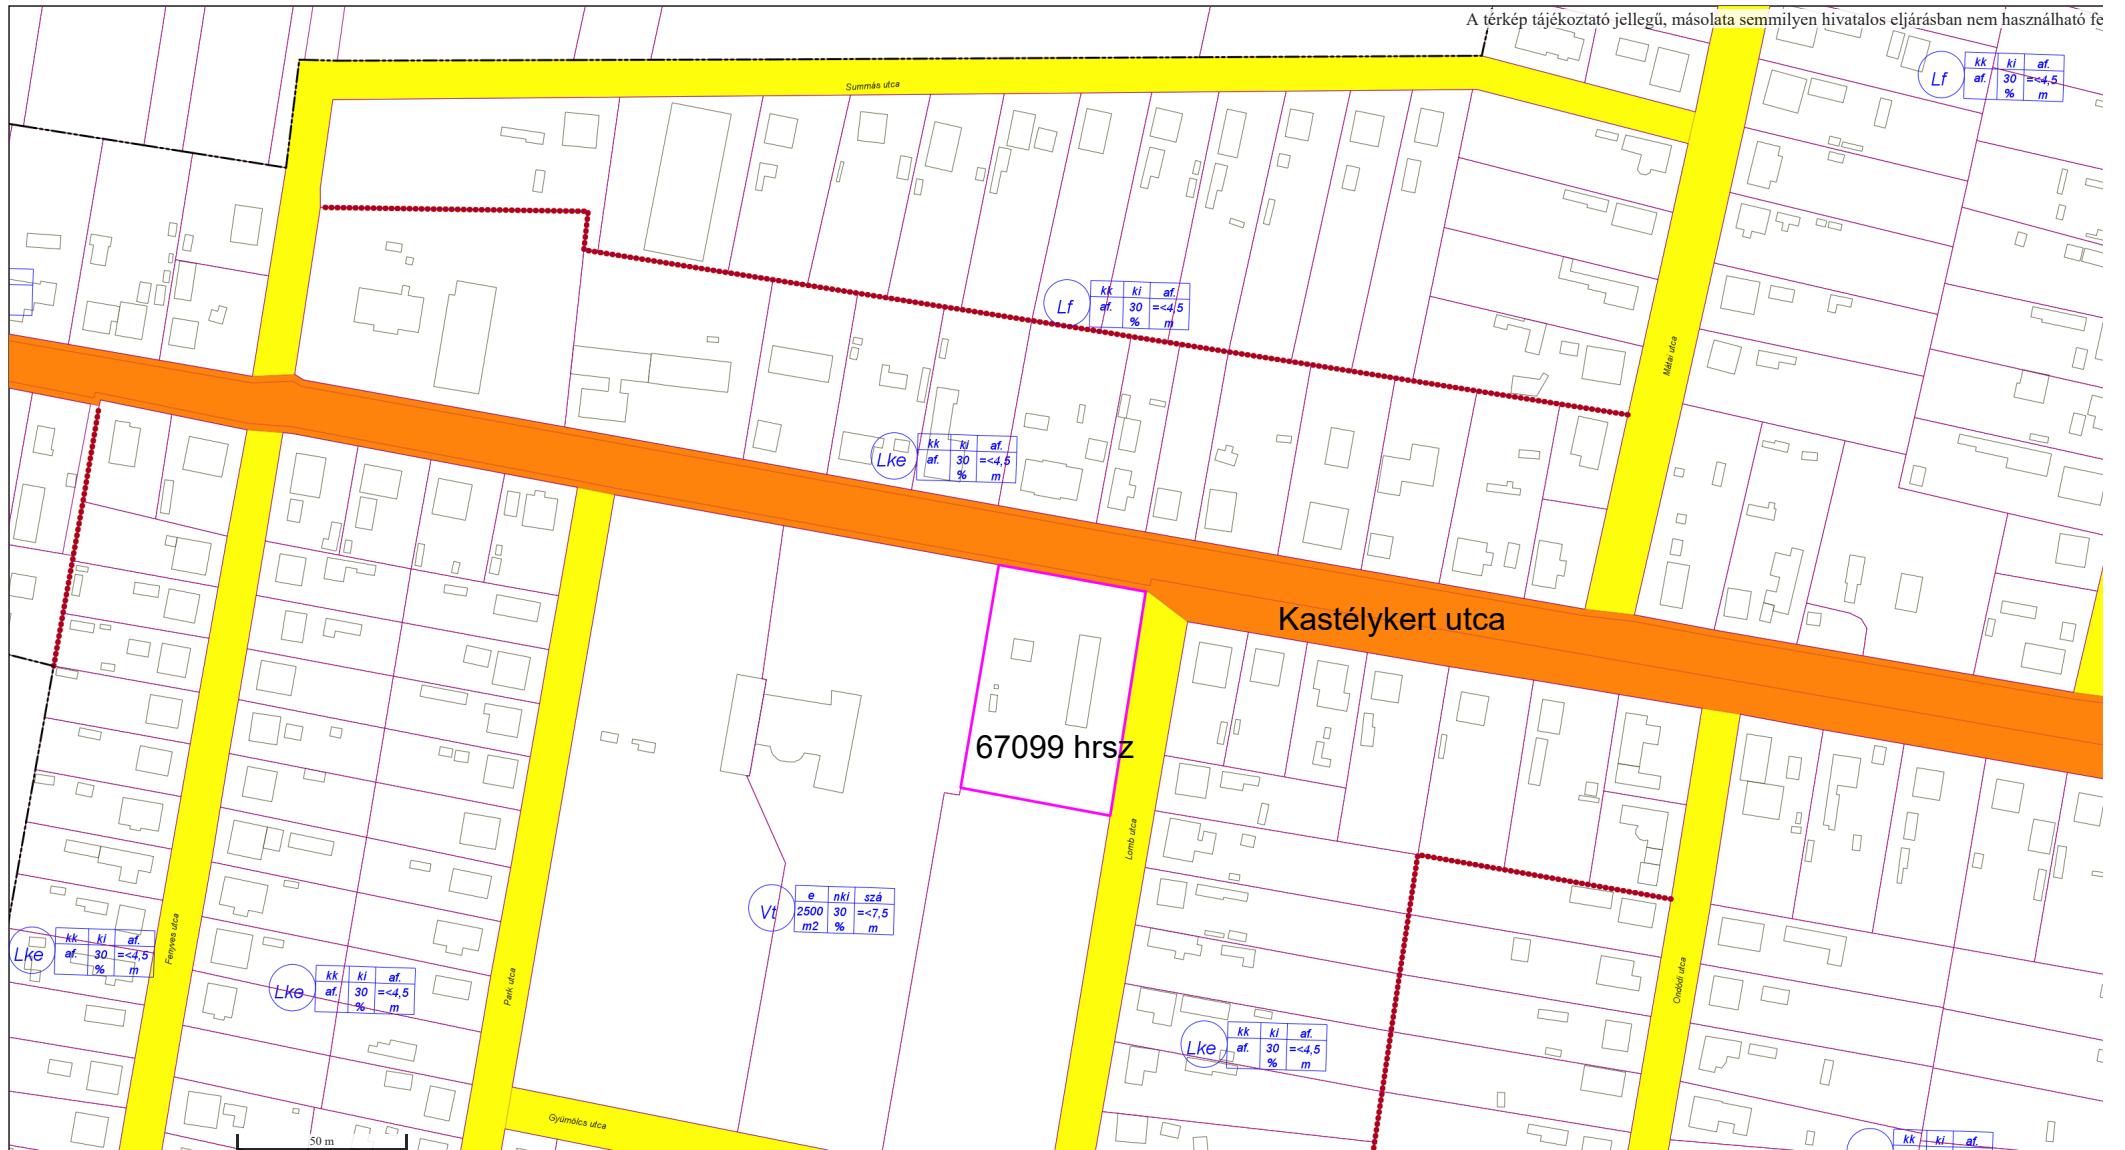 A térkép tájékoztató jellegű, másolata semmilyen hivatalos eljárásban nem használható fe
Lf
kk ki af.
af. 30 =<4,5
% m
Summás utca
Lf
kk ki af.
af. 30 =<4,5
% m
Mátai utca
Lke
kk ki af.
af. 30 =<4,5
% m
Kastélykert utca
67099 hrsz
Lomb utca
Vt
e nki szá
2500 30 =<7,5
m2 % m
Fenyves utca
Lke
kk ki af.
af. 30 =<4,5
% m
Lke
kk ki af.
af. 30 =<4,5
% m
Park utca
Ondódi utca
Lke
kk ki af.
af. 30 =<4,5
% m
Gyümölcs utca
50 m
kk ki af.